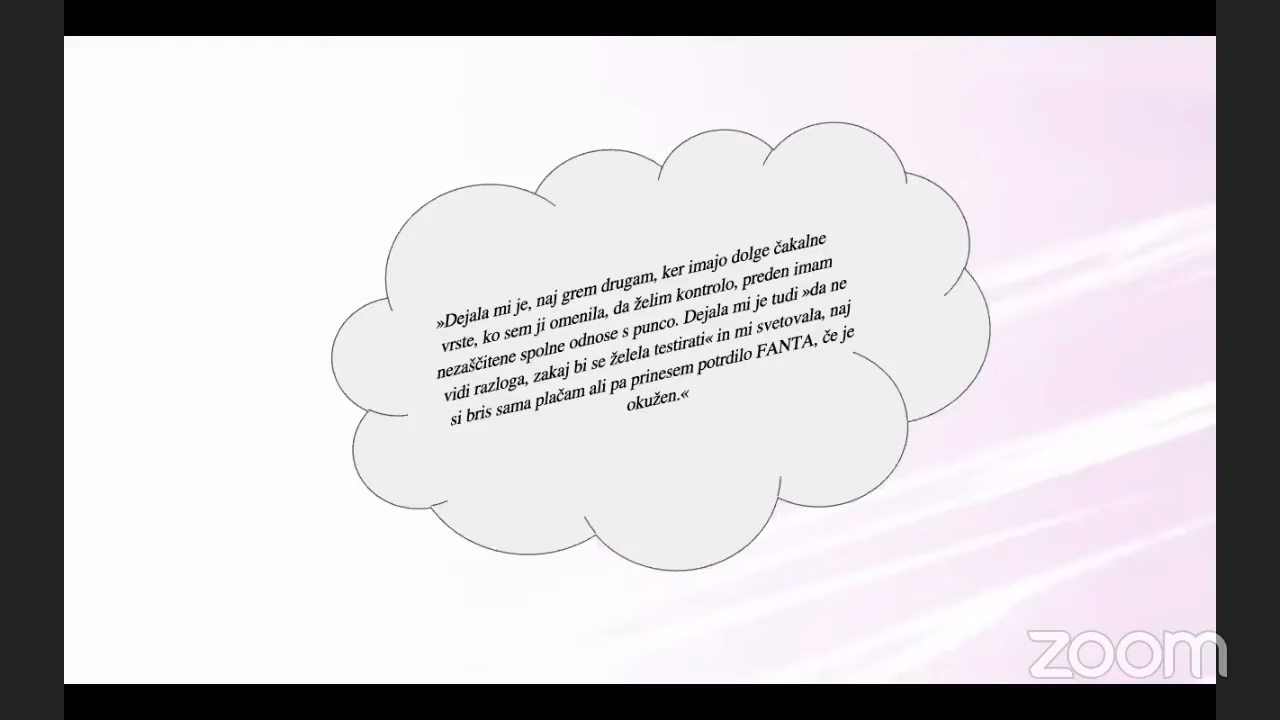 »Dejala mi je, naj grem drugam, ker imajo dolge čakalne
vrste, ko sem ji omenila, da želim kontrolo, preden imam
nezaščitene spolne odnose s punco. Dejala mi je tudi »da ne
vidi razloga, zakaj bi se želela testirati« in mi svetovala, naj
si bris sama plačam ali pa prinesem potrdilo FANTA, če je
okužen.«
zoom